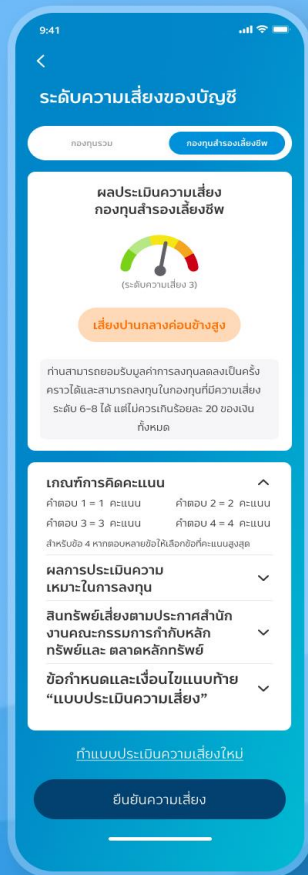 9:41
ระดับความเสี่ยงของบัญชี
กองทุนรวม
กองทุนสำรองเลี้ยงชีพ
ผลประเมินความเสี่ยง
กองทุนสำรองเลี้ยงชีพ
(ระดับความเสี่ยง 3)
เสี่ยงปานกลางค่อนข้างสูง
ท่านสามารถยอมรับมูลค่าการลงทุนลดลงเป็นครั้ง
คราวได้และสามารถลงทุนในกองทุนที่มีความเสี่ยง
ระดับ 6-8 ได้ แต่ไม่ควรเกินร้อยละ 20 ของเงิน
ทั้งหมด
เกณฑ์การคิดคะแนน
คำตอบ 1 = 1 คะแนน คำตอบ 2 = 2 คะแนน
คำตอบ 3 = 3 คะแนน คำตอบ 4 = 4 คะแนน
สำหรับข้อ 4 หากตอบหลายข้อให้เลือกข้อที่คะแนนสูงสุด
ผลการประเมินความ
เหมาะในการลงทุน
สินทรัพย์เสี่ยงตามประกาศสำนัก
งานคณะกรรมการกำกับหลัก
ทรัพย์และ ตลาดหลักทรัพย์
ข้อกำหนดและเงื่อนไขแนบท้าย
“แบบประเมินความเสี่ยง”
ทำแบบประเมินความเสี่ยงใหม่
ยืนยันความเสี่ยง